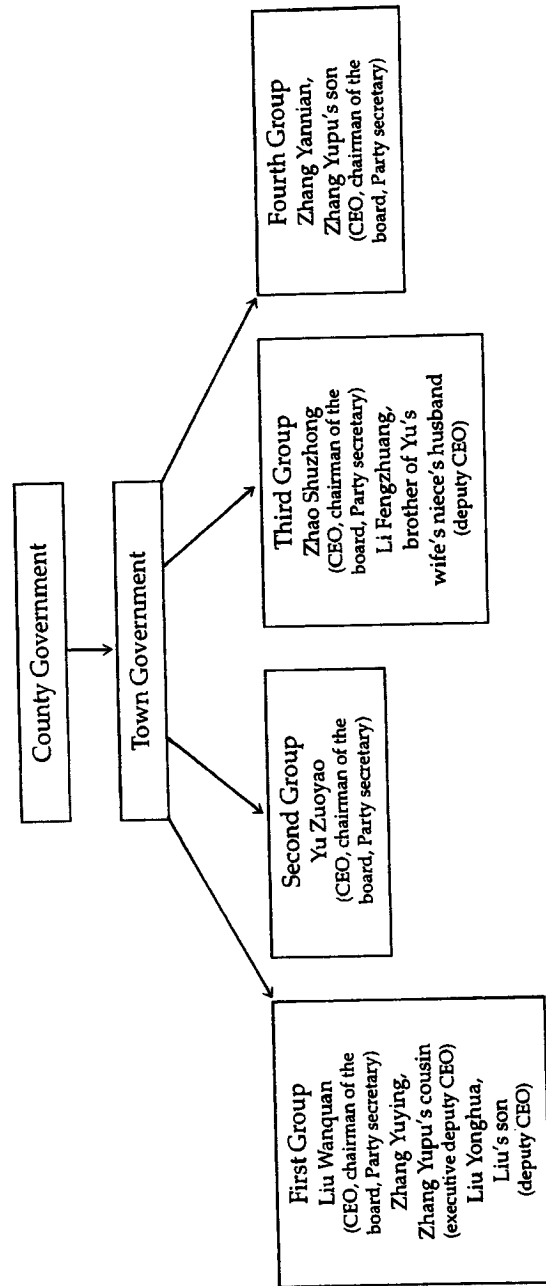 County Government
Town Government
First Group
Liu Wanquan
(CEO, chairman of the
board, Party secretary)
Zhang Yuying,
Zhang Yupu's cousin
(executive deputy CEO)
Liu Yonghua,
Liu's son
(deputy CEO)
Second Group
Yu Zuoyao
(CEO, chairman of the
board, Party secretary)
Third Group
Zhao Shuzhong
(CEO, chairman of the
board, Party secretary)
Li Fengzhuang,
brother of Yu's
wife's niece's husband
(deputy CEO)
Fourth Group
Zhang Yannian,
Zhang Yupu's son
(CEO, chairman of the
board, Party secretary)